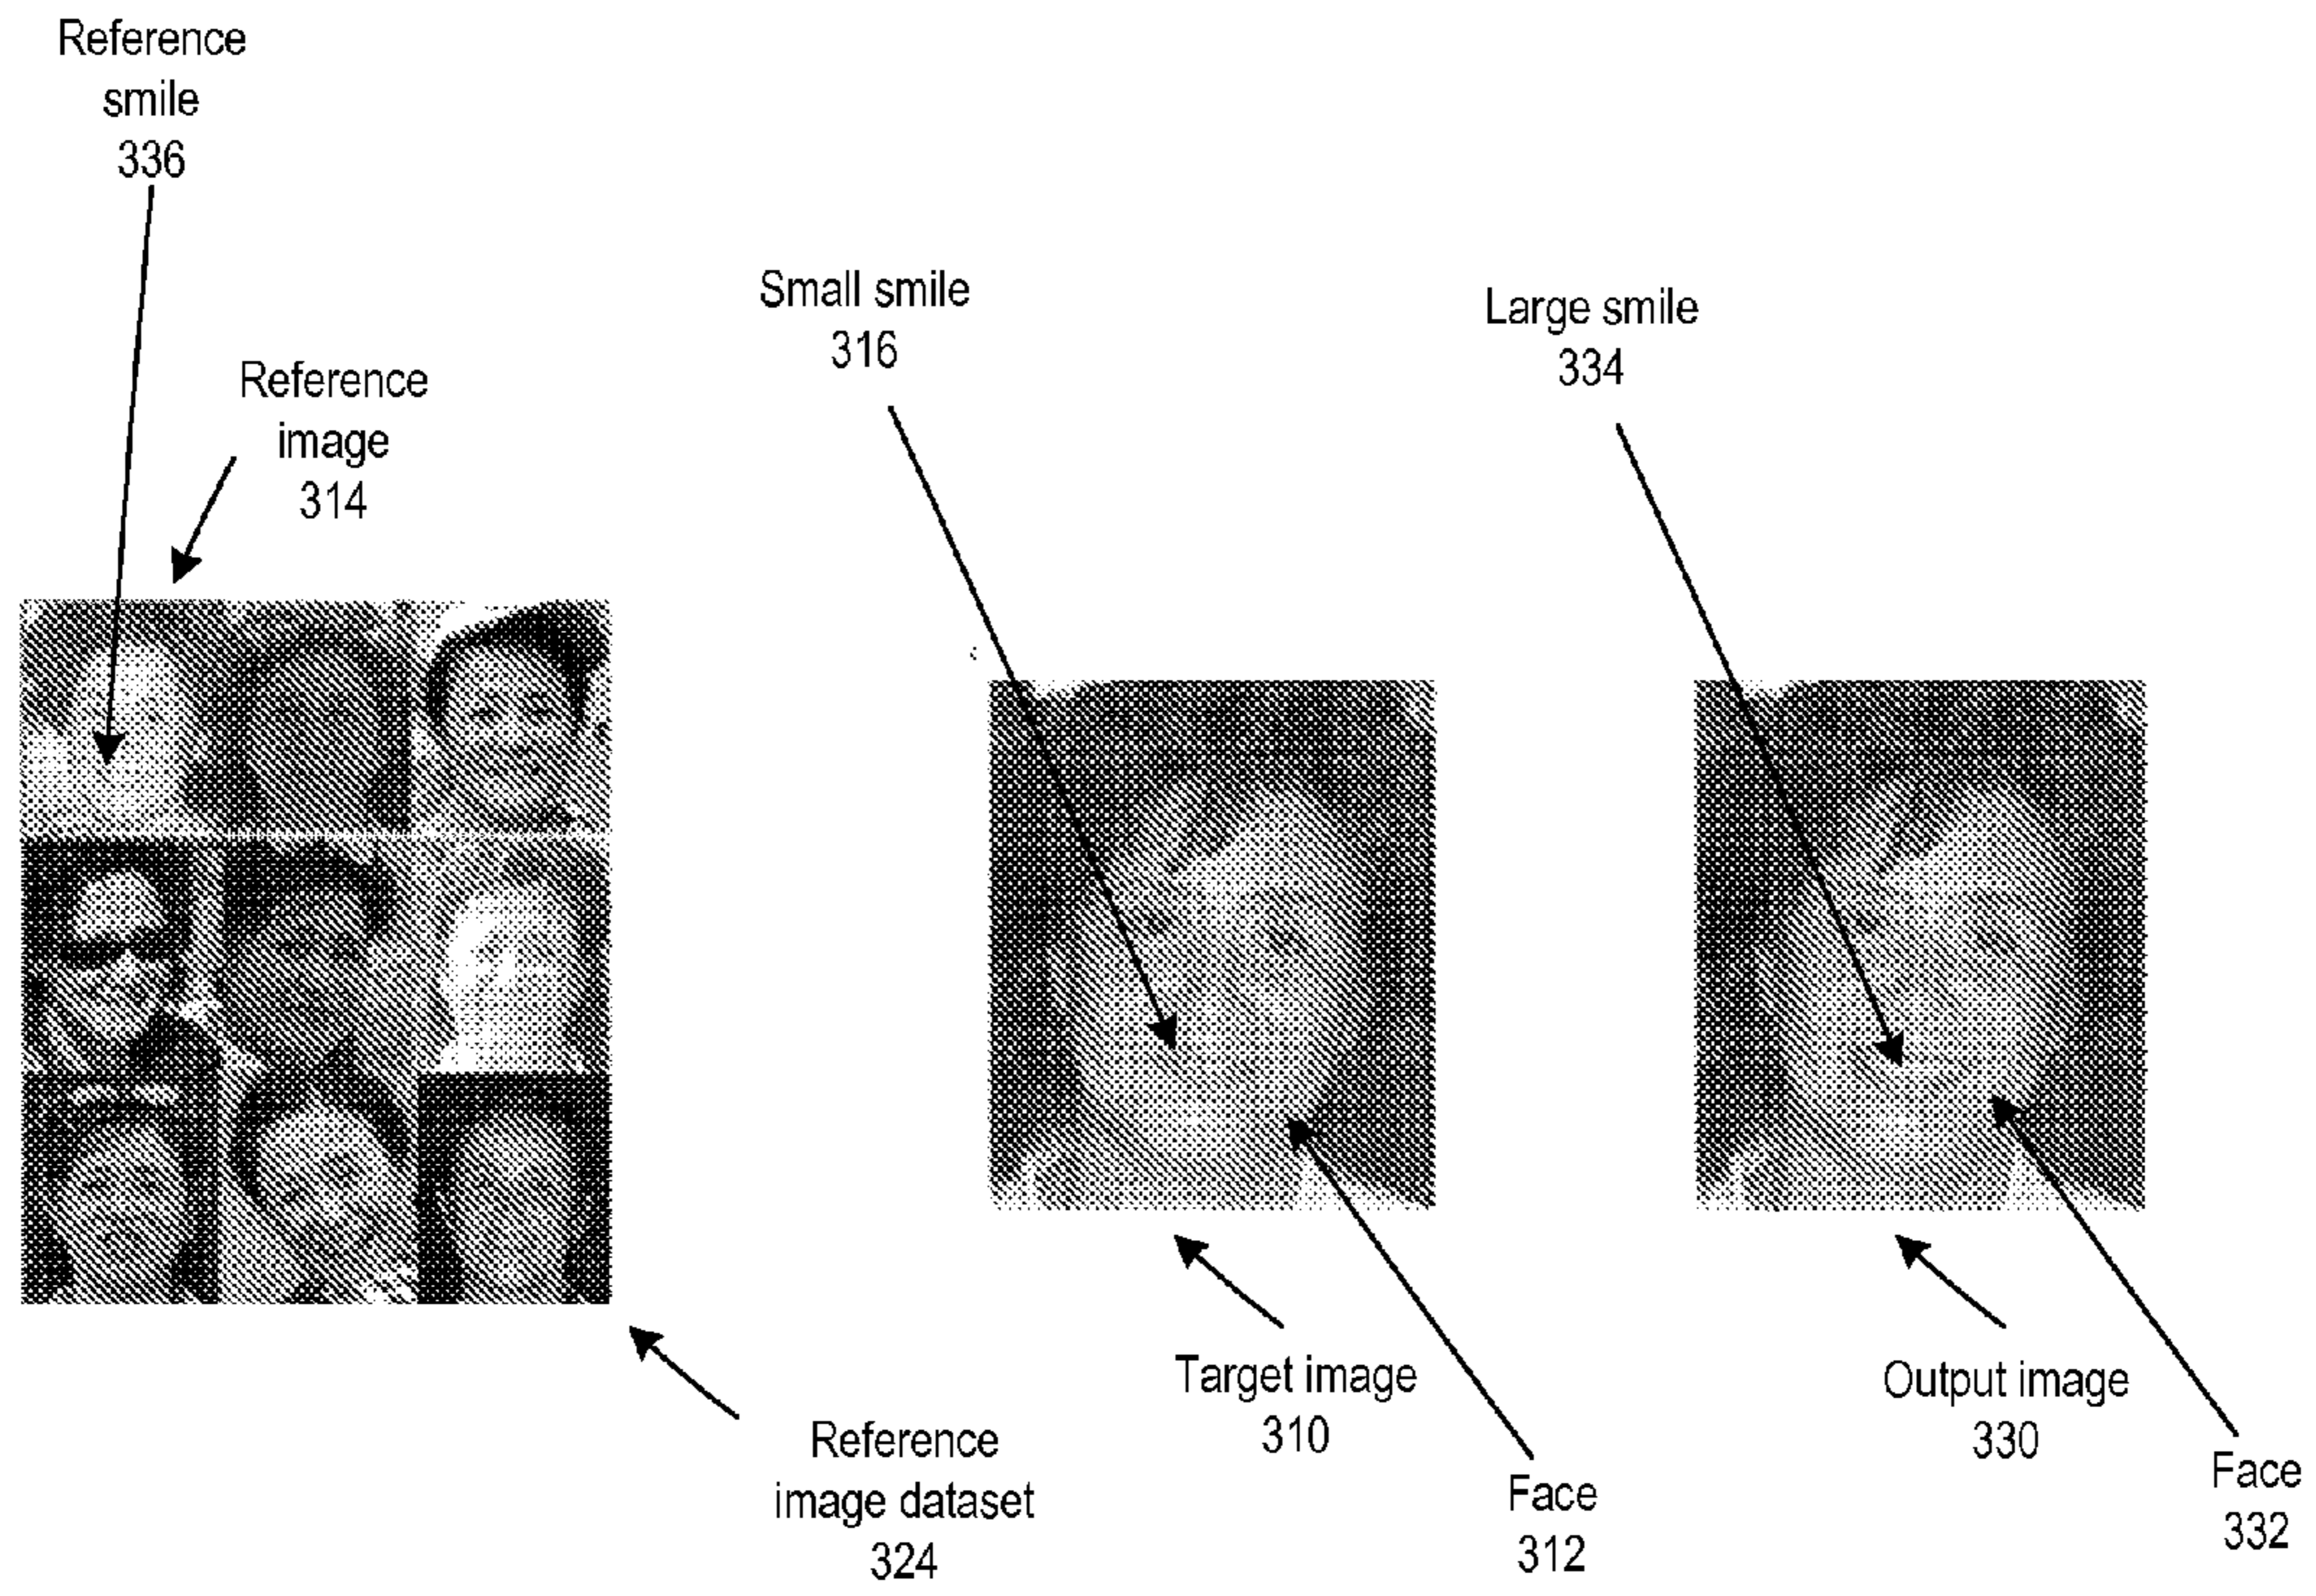 Reference
smile
336
Reference
image
314
Small smile
316
Large smile
334
Target image
310
Output image
330
Reference
image dataset
324
Face
312
Face
332